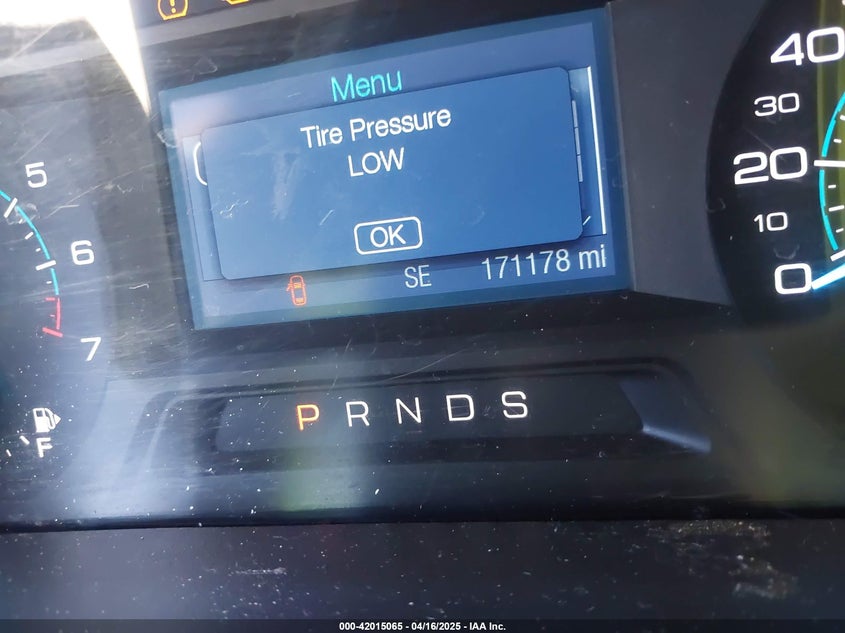 Menu
Tire Pressure
LOW
OK
SE 171178 mi
5
6
7
F
40
30
20
10
0
P R N D S
000-42015065 - 04/16/2025 - IAA Inc.